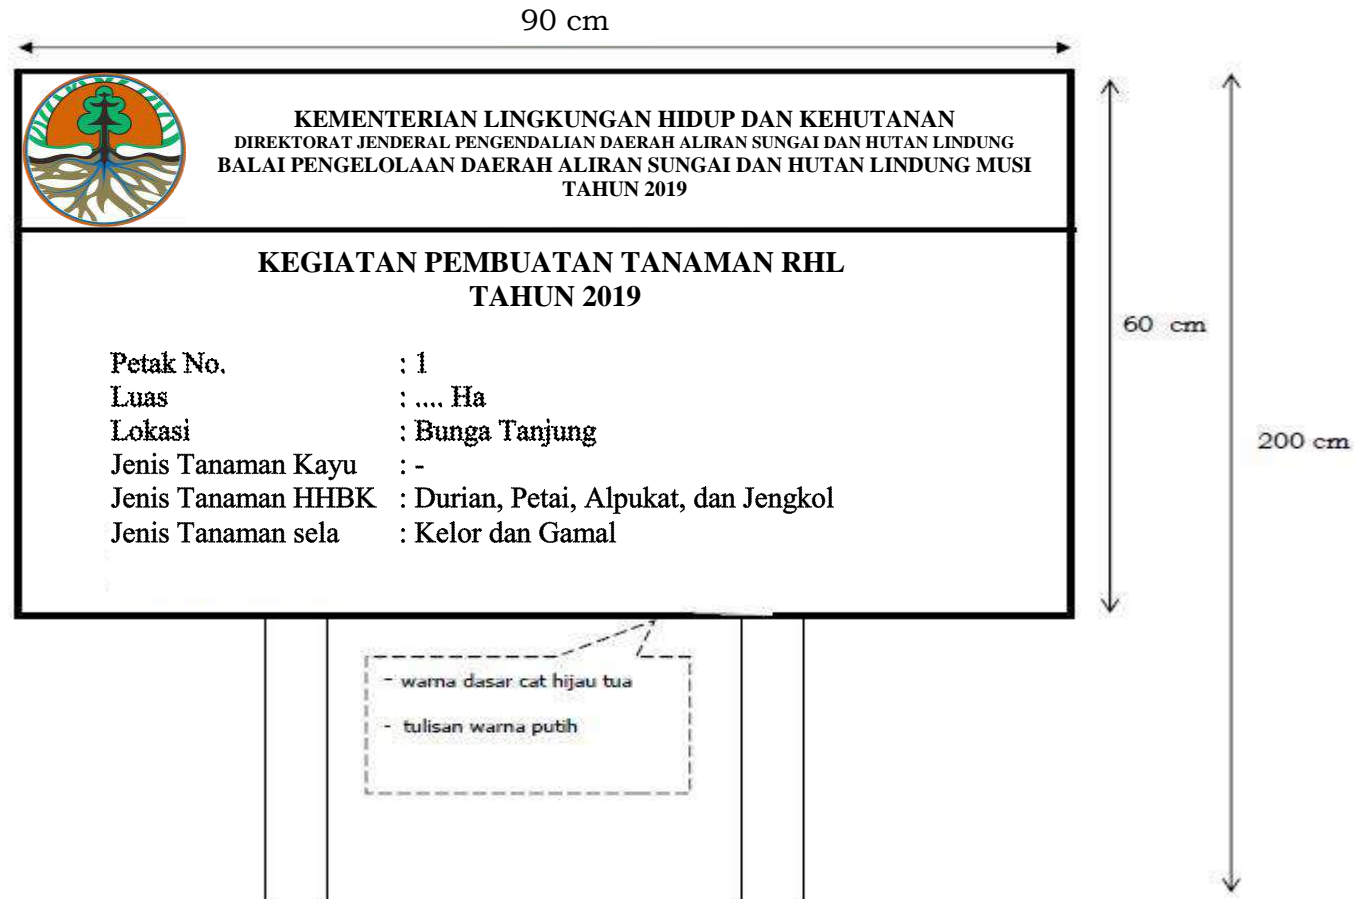 90 cm
KEMENTERIAN LINGKUNGAN HIDUP DAN KEHUTANAN
DIREKTORAT JENDERAL PENGENDALIAN DAERAH ALIRAN SUNGAI DAN HUTAN LINDUNG
BALAI PENGELOLAAN DAERAH ALIRAN SUNGAI DAN HUTAN LINDUNG MUSI
TAHUN 2019
KEGIATAN PEMBUATAN TANAMAN RHL
TAHUN 2019
Petak No. : 1
Luas : .... Ha
Lokasi : Bunga Tanjung
Jenis Tanaman Kayu : -
Jenis Tanaman HHBK : Durian, Petai, Alpukat, dan Jengkol
Jenis Tanaman sela : Kelor dan Gamal
60 cm
200 cm
- warna dasar cat hijau tua
- tulisan warna putih